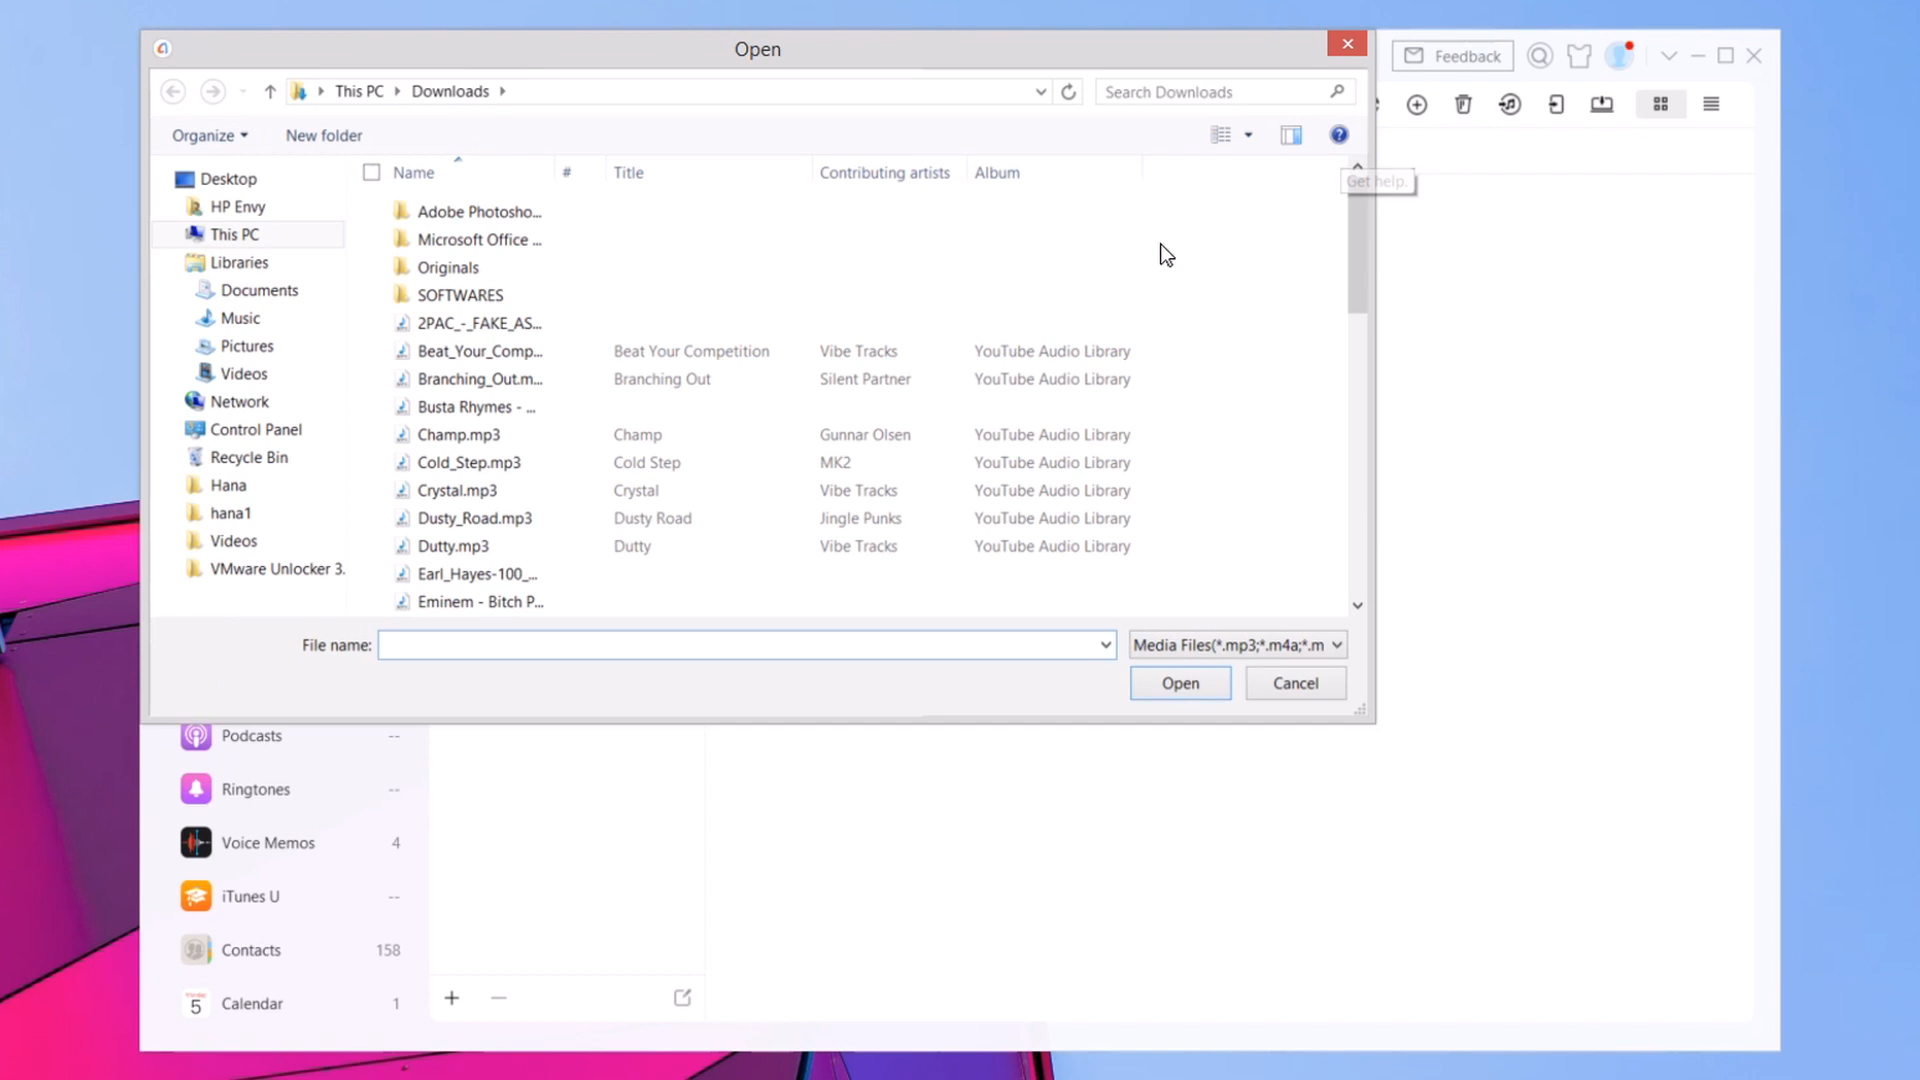 Open
Feedback
This PC
Downloads
Search Downloads
Organize
New folder
Get help.
Name # Title Contributing artists Album
Desktop
HP Envy
This PC
Libraries
Documents
Music
Pictures
Videos
Network
Control Panel
Recycle Bin
Hana
hana1
Videos
VMware Unlocker 3.
Adobe Photosho...
Microsoft Office ...
Originals
SOFTWARES
2PAC_-_FAKE_AS...
Beat_Your_Comp... Beat Your Competition Vibe Tracks YouTube Audio Library
Branching_Out.m... Branching Out Silent Partner YouTube Audio Library
Busta Rhymes - ...
Champ.mp3 Champ Gunnar Olsen YouTube Audio Library
Cold_Step.mp3 Cold Step MK2 YouTube Audio Library
Crystal.mp3 Crystal Vibe Tracks YouTube Audio Library
Dusty_Road.mp3 Dusty Road Jingle Punks YouTube Audio Library
Dutty.mp3 Dutty Vibe Tracks YouTube Audio Library
Earl_Hayes-100_...
Eminem - Bitch P...
File name:
Media Files(*.mp3;*.m4a;*.m
Open
Cancel
Podcasts --
Ringtones --
Voice Memos 4
iTunes U --
Contacts 158
5
Calendar 1